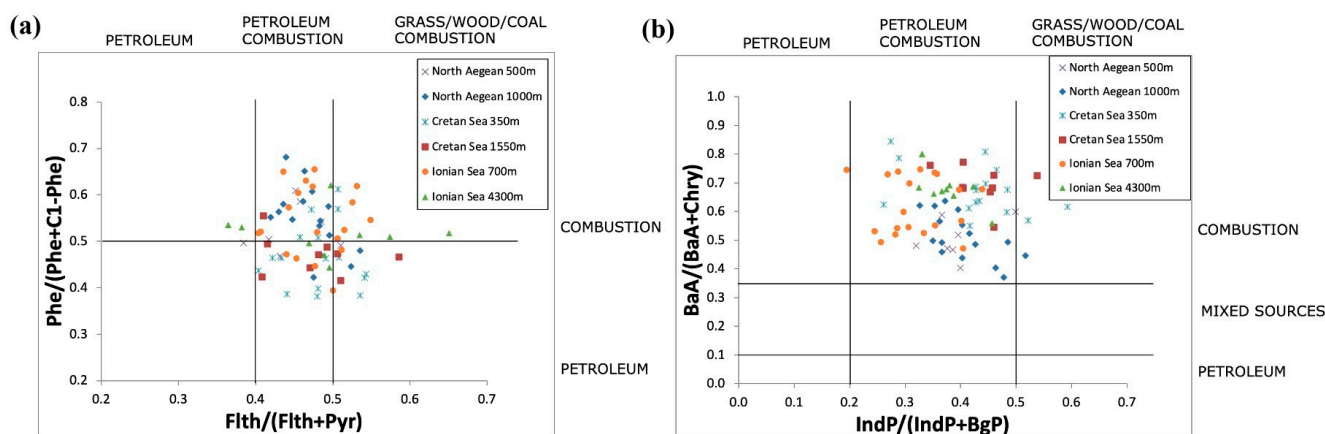 (a)
PETROLEUM
PETROLEUM
COMBUSTION
GRASS/WOOD/COAL
COMBUSTION
North Aegean 500m
North Aegean 1000m
Cretan Sea 350m
Cretan Sea 1550m
Ionian Sea 700m
Ionian Sea 4300m
Phe/(Phe+C1-Phe)
0.8
0.7
0.6
0.5
0.4
0.3
0.2
0.2
0.3
0.4
0.5
0.6
0.7
Flth/(Flth+Pyr)
COMBUSTION
PETROLEUM
(b)
PETROLEUM
PETROLEUM
COMBUSTION
GRASS/WOOD/COAL
COMBUSTION
North Aegean 500m
North Aegean 1000m
Cretan Sea 350m
Cretan Sea 1550m
Ionian Sea 700m
Ionian Sea 4300m
BaA/(BaA+Chry)
1.0
0.9
0.8
0.7
0.6
0.5
0.4
0.3
0.2
0.1
0.0
0.0
0.1
0.2
0.3
0.4
0.5
0.6
0.7
IndP/(IndP+BgP)
COMBUSTION
MIXED SOURCES
PETROLEUM